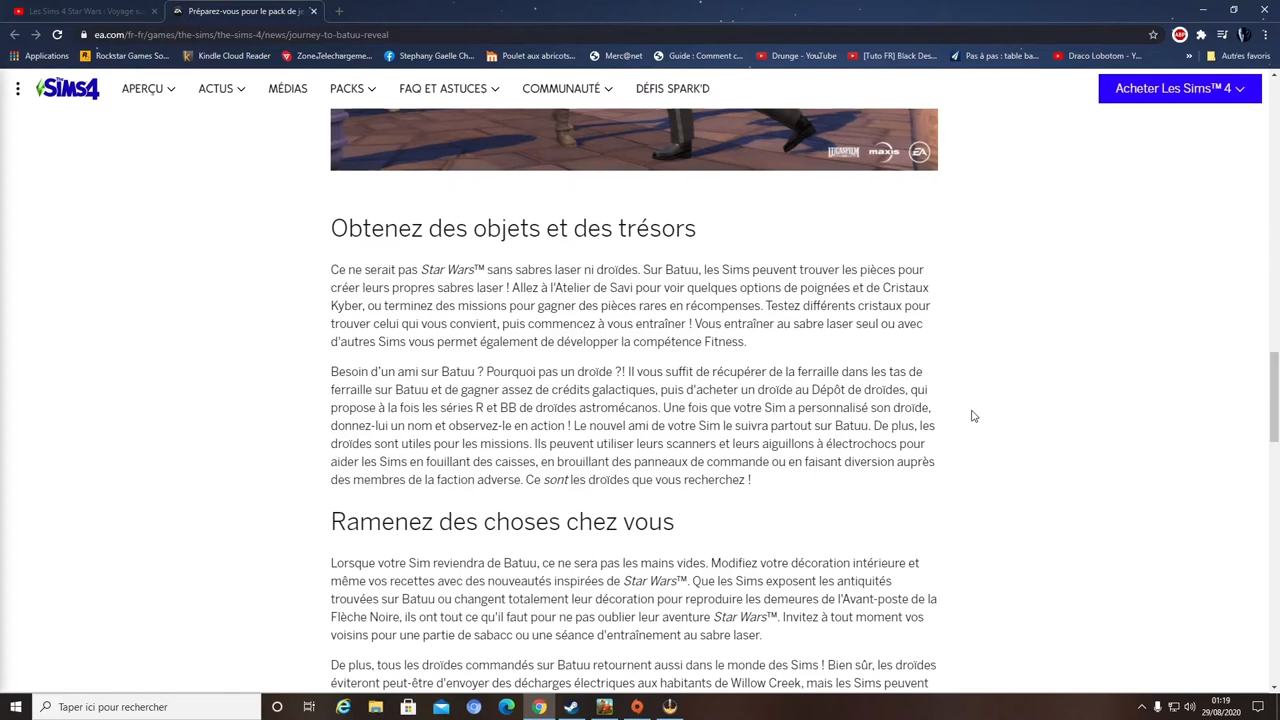 Les Sims 4 Star Wars : Voyage s
Préparez-vous pour le pack de je
ea.com/fr-fr/games/the-sims/the-sims-4/news/journey-to-batuu-reveal
ABP
Applications
Rockstar Games So...
Kindle Cloud Reader
ZoneTelechargeme...
Stephany Gaelle Ch...
Poulet aux abricots...
Merc@net
Guide : Comment c...
Drunge - YouTube
[Tuto FR] Black Des...
Pas à pas : table ba...
Draco Lobotom - Y...
»
Autres favoris
The SIMS4
APERÇU
ACTUS
MÉDIAS
PACKS
FAQ ET ASTUCES
COMMUNAUTÉ
DÉFIS SPARK'D
Acheter Les Sims™ 4
LUCASFILM
maxis
EA
Obtenez des objets et des trésors
Ce ne serait pas Star Wars™ sans sabres laser ni droïdes. Sur Batuu, les Sims peuvent trouver les pièces pour
créer leurs propres sabres laser ! Allez à l'Atelier de Savi pour voir quelques options de poignées et de Cristaux
Kyber, ou terminez des missions pour gagner des pièces rares en récompenses. Testez différents cristaux pour
trouver celui qui vous convient, puis commencez à vous entraîner ! Vous entraîner au sabre laser seul ou avec
d'autres Sims vous permet également de développer la compétence Fitness.
Besoin d'un ami sur Batuu ? Pourquoi pas un droïde ?! Il vous suffit de récupérer de la ferraille dans les tas de
ferraille sur Batuu et de gagner assez de crédits galactiques, puis d'acheter un droïde au Dépôt de droïdes, qui
propose à la fois les séries R et BB de droïdes astromécanos. Une fois que votre Sim a personnalisé son droïde,
donnez-lui un nom et observez-le en action ! Le nouvel ami de votre Sim le suivra partout sur Batuu. De plus, les
droïdes sont utiles pour les missions. Ils peuvent utiliser leurs scanners et leurs aiguillons à électrochocs pour
aider les Sims en fouillant des caisses, en brouillant des panneaux de commande ou en faisant diversion auprès
des membres de la faction adverse. Ce sont les droïdes que vous recherchez !
Ramenez des choses chez vous
Lorsque votre Sim reviendra de Batuu, ce ne sera pas les mains vides. Modifiez votre décoration intérieure et
même vos recettes avec des nouveautés inspirées de Star Wars™. Que les Sims exposent les antiquités
trouvées sur Batuu ou changent totalement leur décoration pour reproduire les demeures de l'Avant-poste de la
Flèche Noire, ils ont tout ce qu'il faut pour ne pas oublier leur aventure Star Wars™. Invitez à tout moment vos
voisins pour une partie de sabacc ou une séance d'entraînement au sabre laser.
De plus, tous les droïdes commandés sur Batuu retournent aussi dans le monde des Sims ! Bien sûr, les droïdes
éviteront peut-être d'envoyer des décharges électriques aux habitants de Willow Creek, mais les Sims peuvent
Taper ici pour rechercher
01:19
29/08/2020